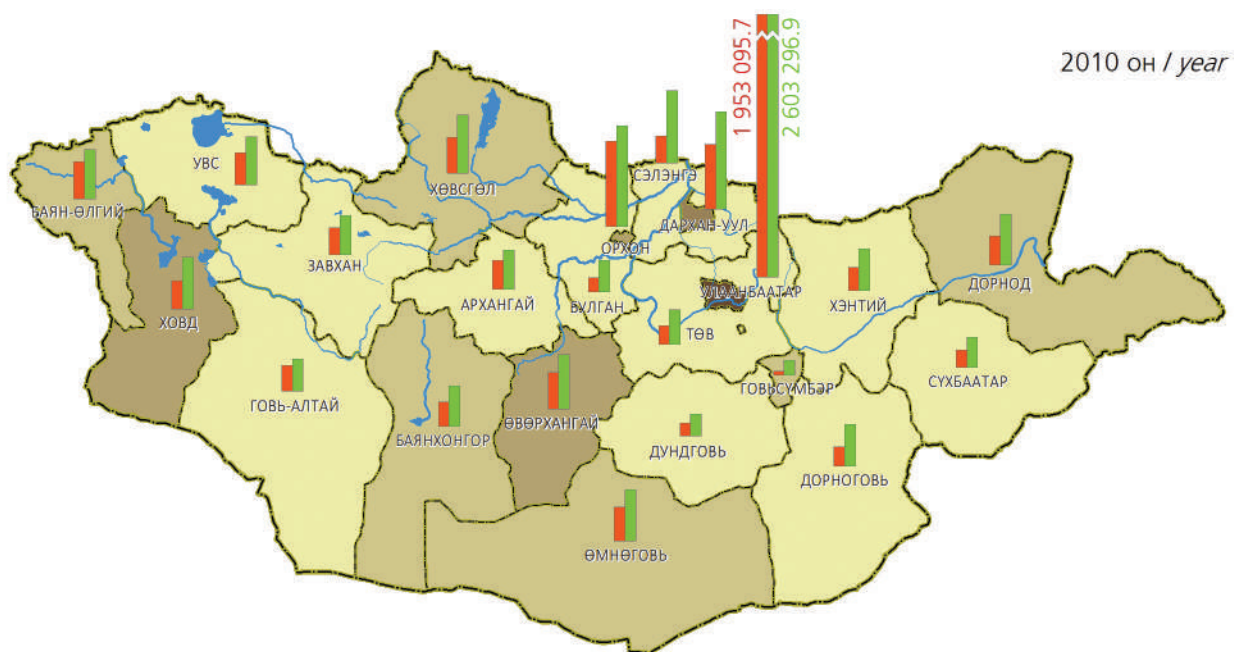 1 953 095.7
2 603 296.9
2010 он / year
УВС
ХӨВСГӨЛ
СЭЛЭНГЭ
БАЯН-ӨЛГИЙ
ДАРХАН-УУЛ
ОРХОН
ЗАВХАН
ДОРНОД
АРХАНГАЙ
БУЛГАН
УЛААНБААТАР
ХЭНТИЙ
ХОВД
ТӨВ
СҮХБААТАР
ГОВЬСҮМБЭР
ГОВЬ-АЛТАЙ
ӨВӨРХАНГАЙ
БАЯНХОНГОР
ДУНДГОВЬ
ДОРНОГОВЬ
ӨМНӨГОВЬ